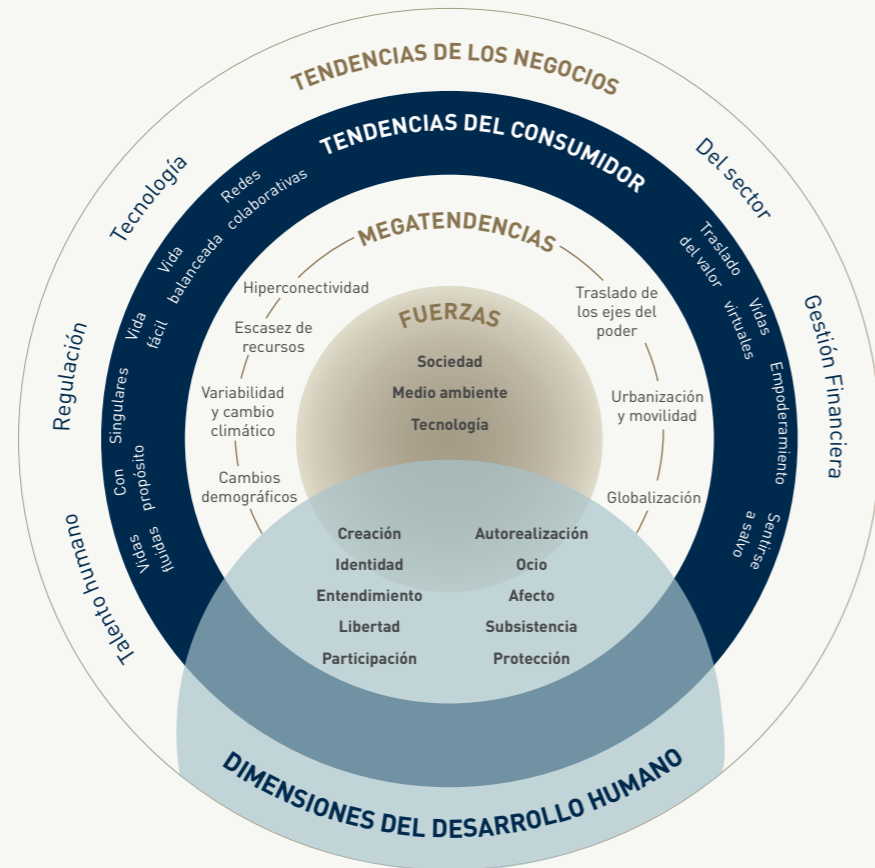 TENDENCIAS DE LOS NEGOCIOS
Tecnología
Regulación
Talento humano
Del sector
Gestión Financiera
TENDENCIAS DEL CONSUMIDOR
Redes
colaborativas
Vida
balanceada
Vida
fácil
Singulares
Con
propósito
Vidas
fluidas
Traslado
del valor
Vidas
virtuales
Empoderamiento
Sentirse
a salvo
MEGATENDENCIAS
Hiperconectividad
Escasez de
recursos
Variabilidad
y cambio
climático
Cambios
demográficos
Traslado de
los ejes del
poder
Urbanización
y movilidad
Globalización
FUERZAS
Sociedad
Medio ambiente
Tecnología
Creación
Identidad
Entendimiento
Libertad
Participación
Autorealización
Ocio
Afecto
Subsistencia
Protección
DIMENSIONES DEL DESARROLLO HUMANO